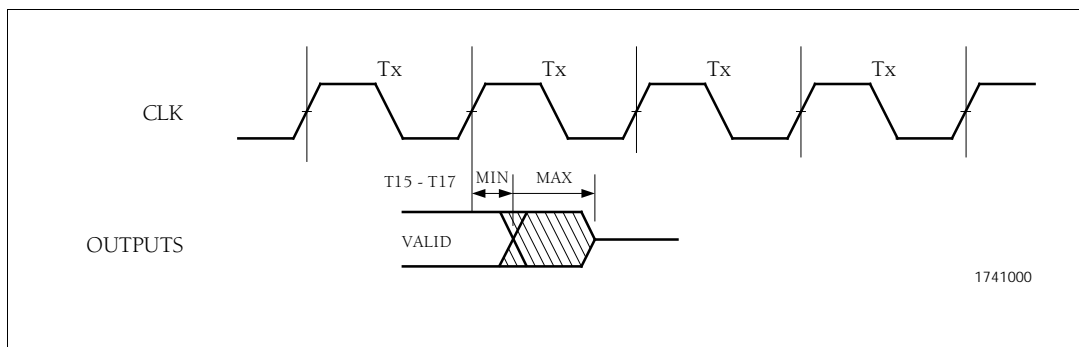 Tx Tx Tx Tx
CLK
T15 - T17 MIN MAX
OUTPUTS VALID
1741000